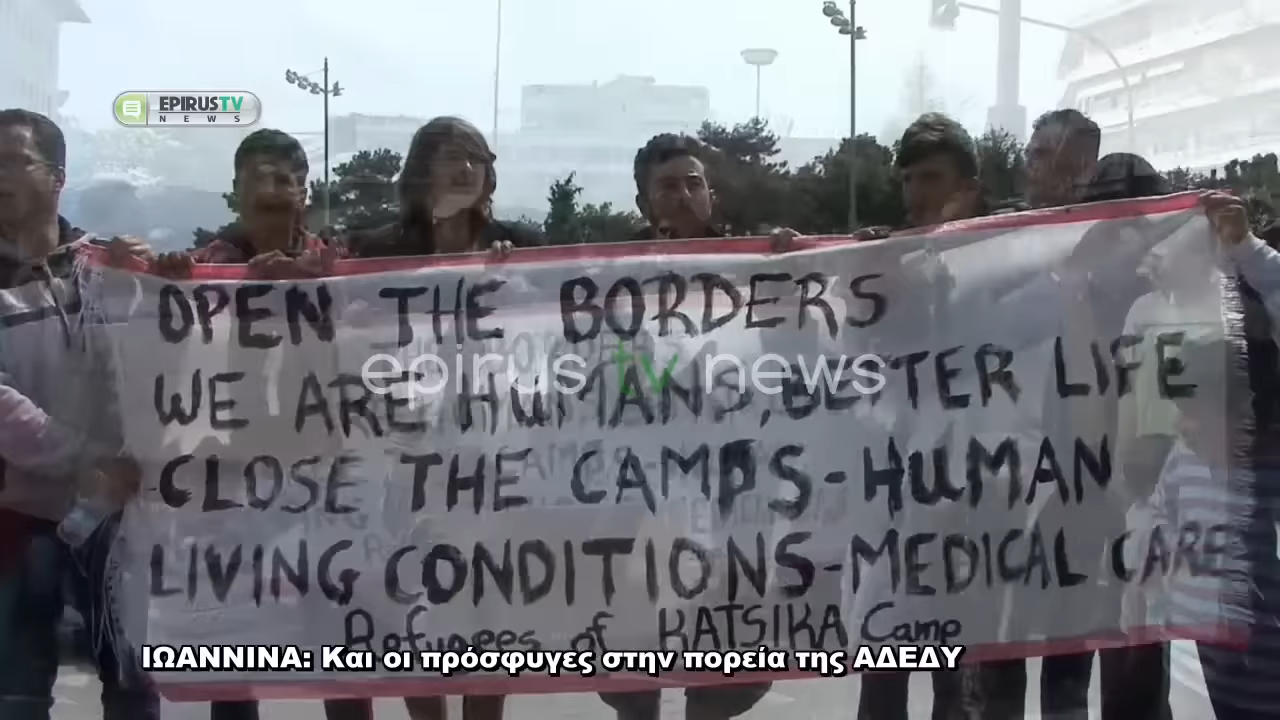 EPIRUSTV
NEWS
OPEN THE BORDERS
epirus tv news
WE ARE HUMANS, BETTER LIFE
CLOSE THE CAMPS-HUMAN
LIVING CONDITIONS-MEDICAL CARE
Refugees of KATSIKA Camp
ΙΩΑΝΝΙΝΑ: Και οι πρόσφυγες στην πορεία της ΑΔΕΔΥ